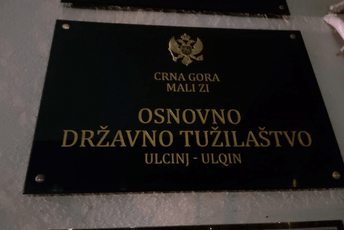 CRNA GORA
MALI ZI
OSNOVNO
DRŽAVNO TUŽILAŠTVO
ULCINJ - ULQIN